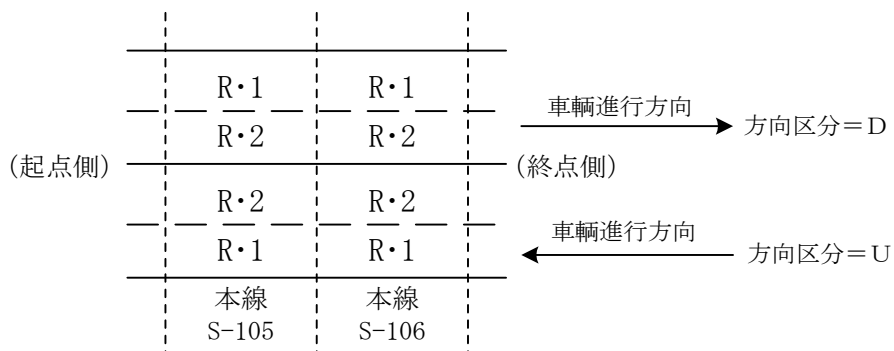 R・1 R・1
車輌進行方向
方向区分=D
R・2 R・2
(起点側) (終点側)
R・2 R・2
車輌進行方向
方向区分=U
R・1 R・1
本線 本線
S-105 S-106